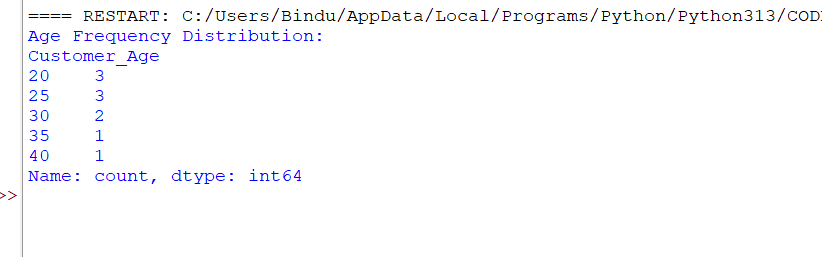 ==== RESTART: C:/Users/Bindu/AppData/Local/Programs/Python/Python313/COD
Age Frequency Distribution:
Customer_Age
20    3
25    3
30    2
35    1
40    1
Name: count, dtype: int64
>>